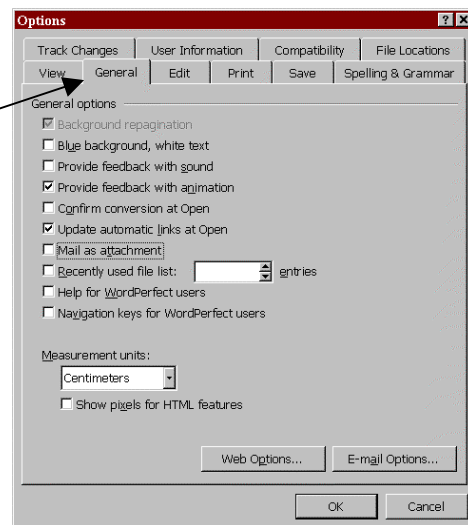 Options
Track Changes User Information Compatibility File Locations
View General Edit Print Save Spelling & Grammar
General options
Background repagination
Blue background, white text
Provide feedback with sound
Provide feedback with animation
Confirm conversion at Open
Update automatic links at Open
Mail as attachment
Recently used file list: entries
Help for WordPerfect users
Navigation keys for WordPerfect users
Measurement units:
Centimeters
Show pixels for HTML features
Web Options... E-mail Options...
OK Cancel